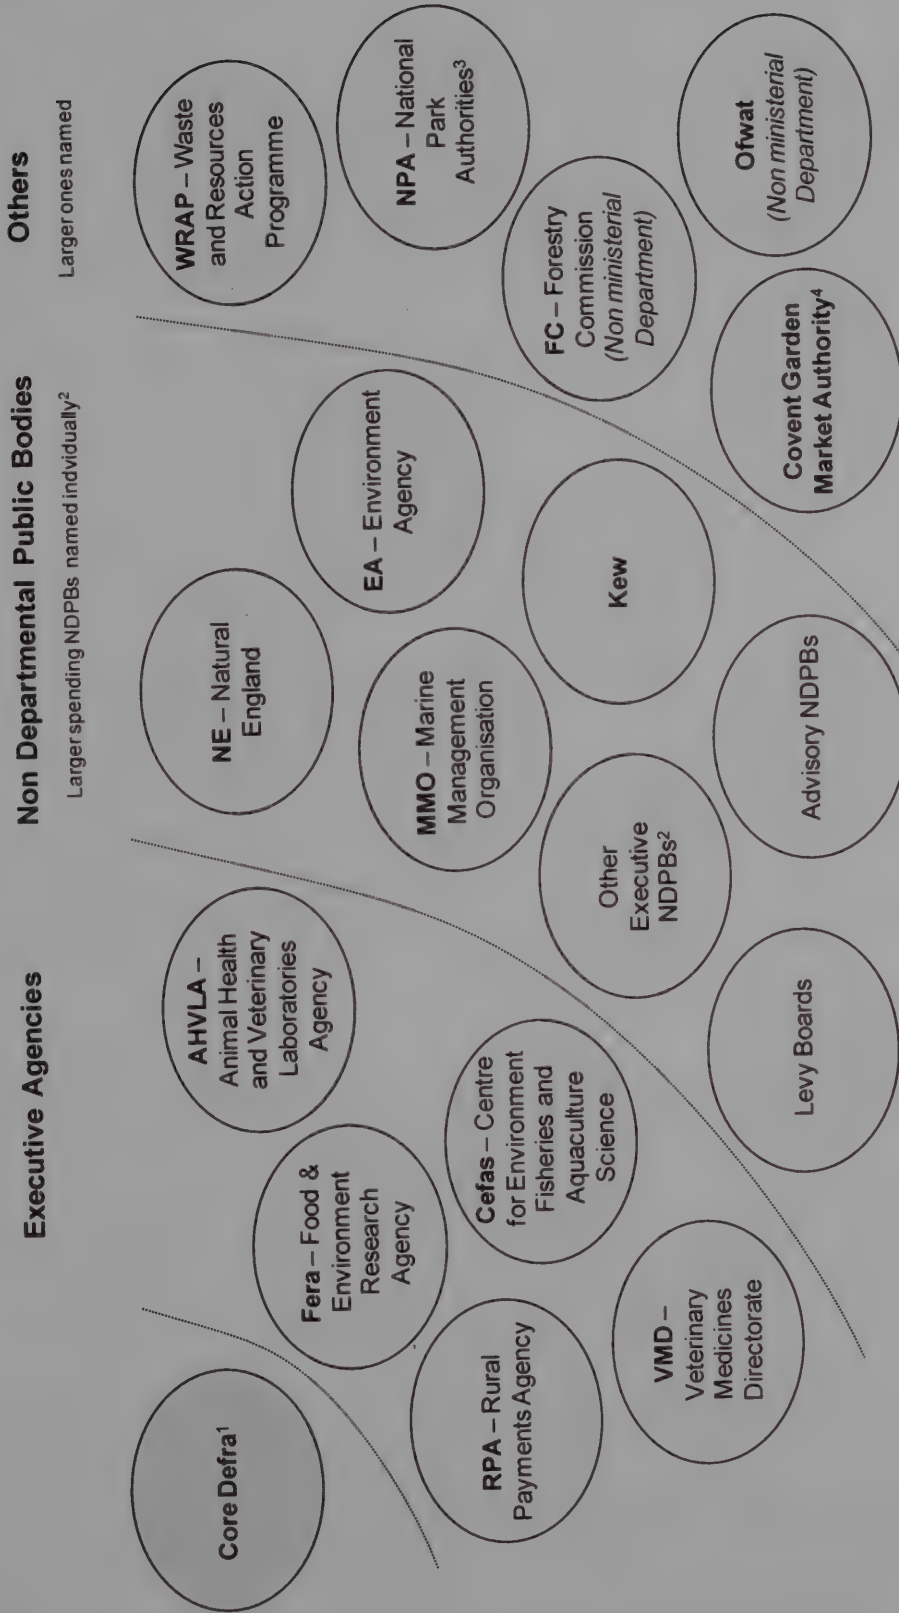 Executive Agencies
Non Departmental Public Bodies
Larger spending NDPBs named indvidually²
Others
Larger ones named
Core Defra¹
Fera – Food &
Environment
Research
Agency
AHVLA –
Animal Health
and Veterinary
Laboratories
Agency
RPA – Rural
Payments Agency
Cefas – Centre
for Environment
Fisheries and
Aquaculture
Science
VMD –
Veterinary
Medicines
Directorate
NE – Natural
England
EA – Environment
Agency
MMO – Marine
Management
Organisation
Kew
Other
Executive
NDPBs²
Advisory NDPBs
Levy Boards
WRAP – Waste
and Resources
Action
Programme
NPA – National
Park
Authorities³
FC – Forestry
Commission
(Non ministerial
Department)
Ofwat
(Non ministerial
Department)
Covent Garden
Market Authority⁴